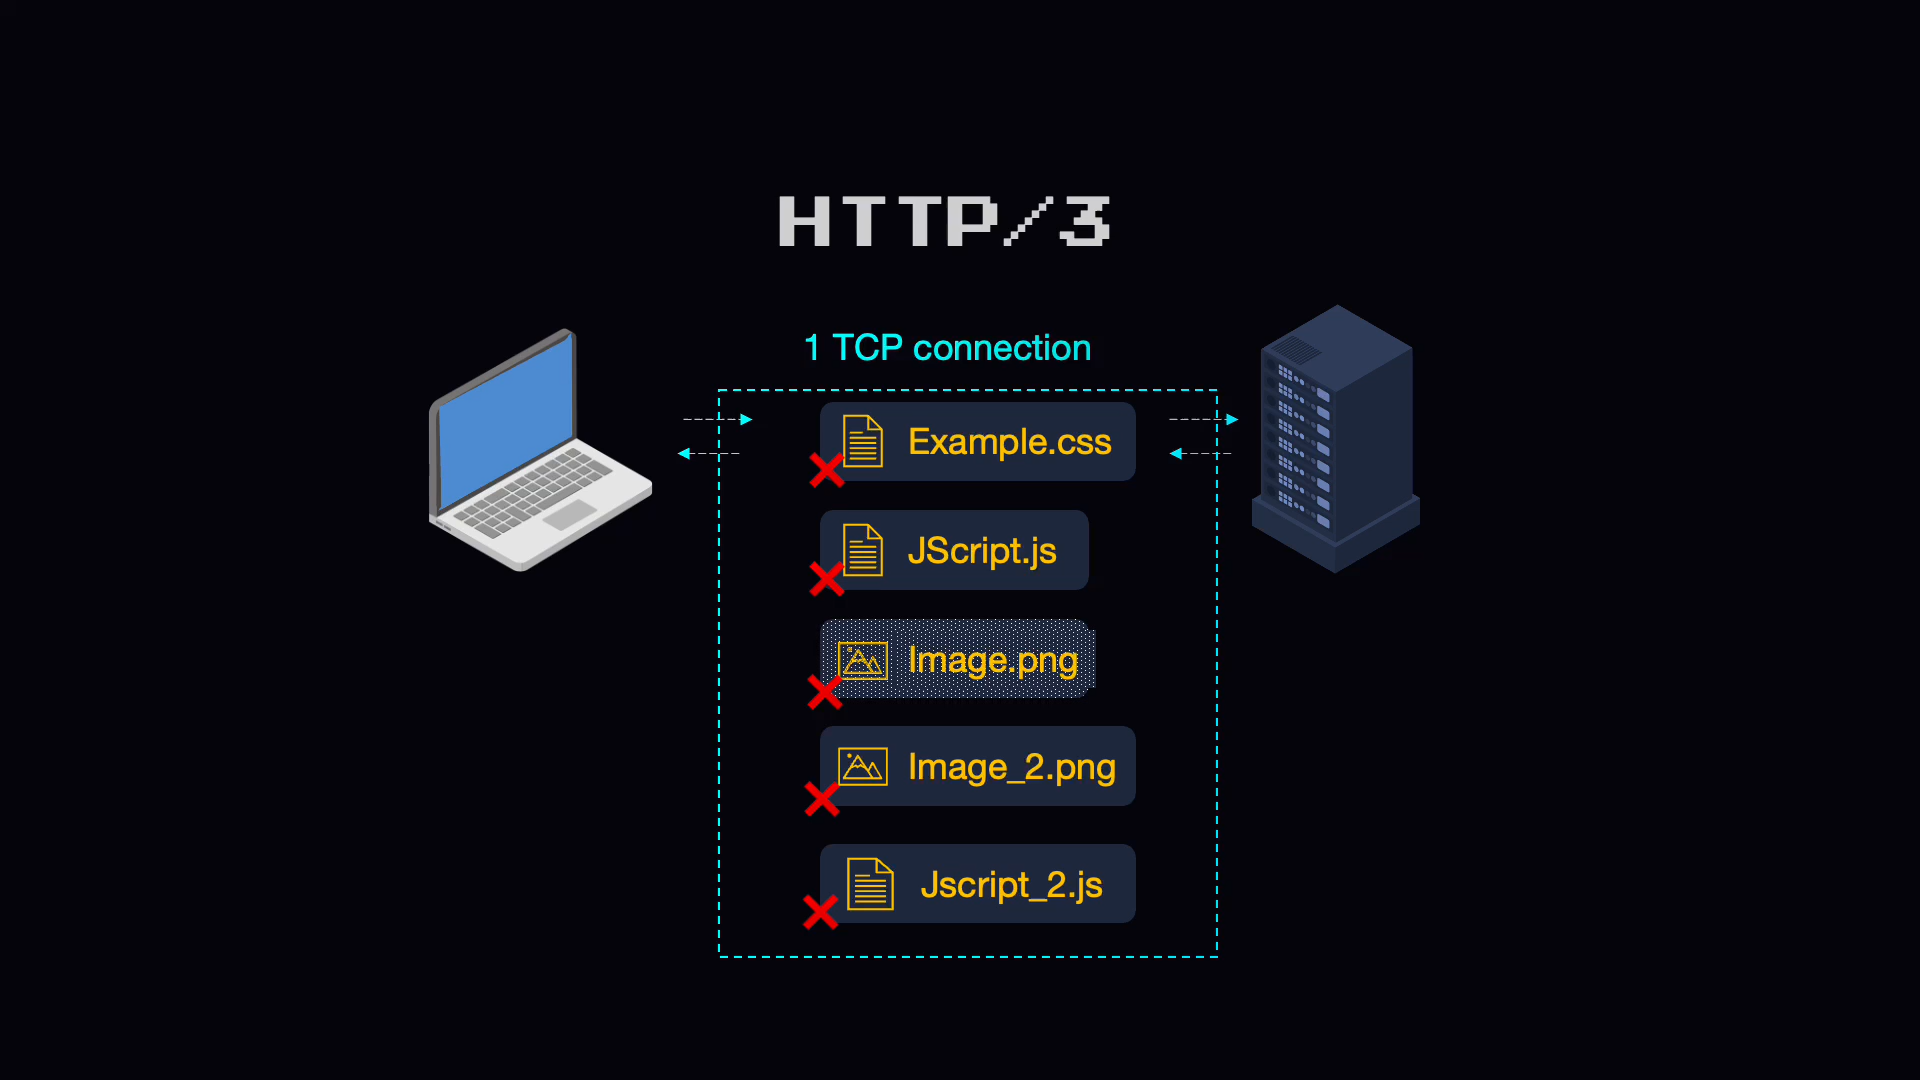 HTTP/3
1 TCP connection
Example.css
JScript.js
Image.png
Image_2.png
Jscript_2.js